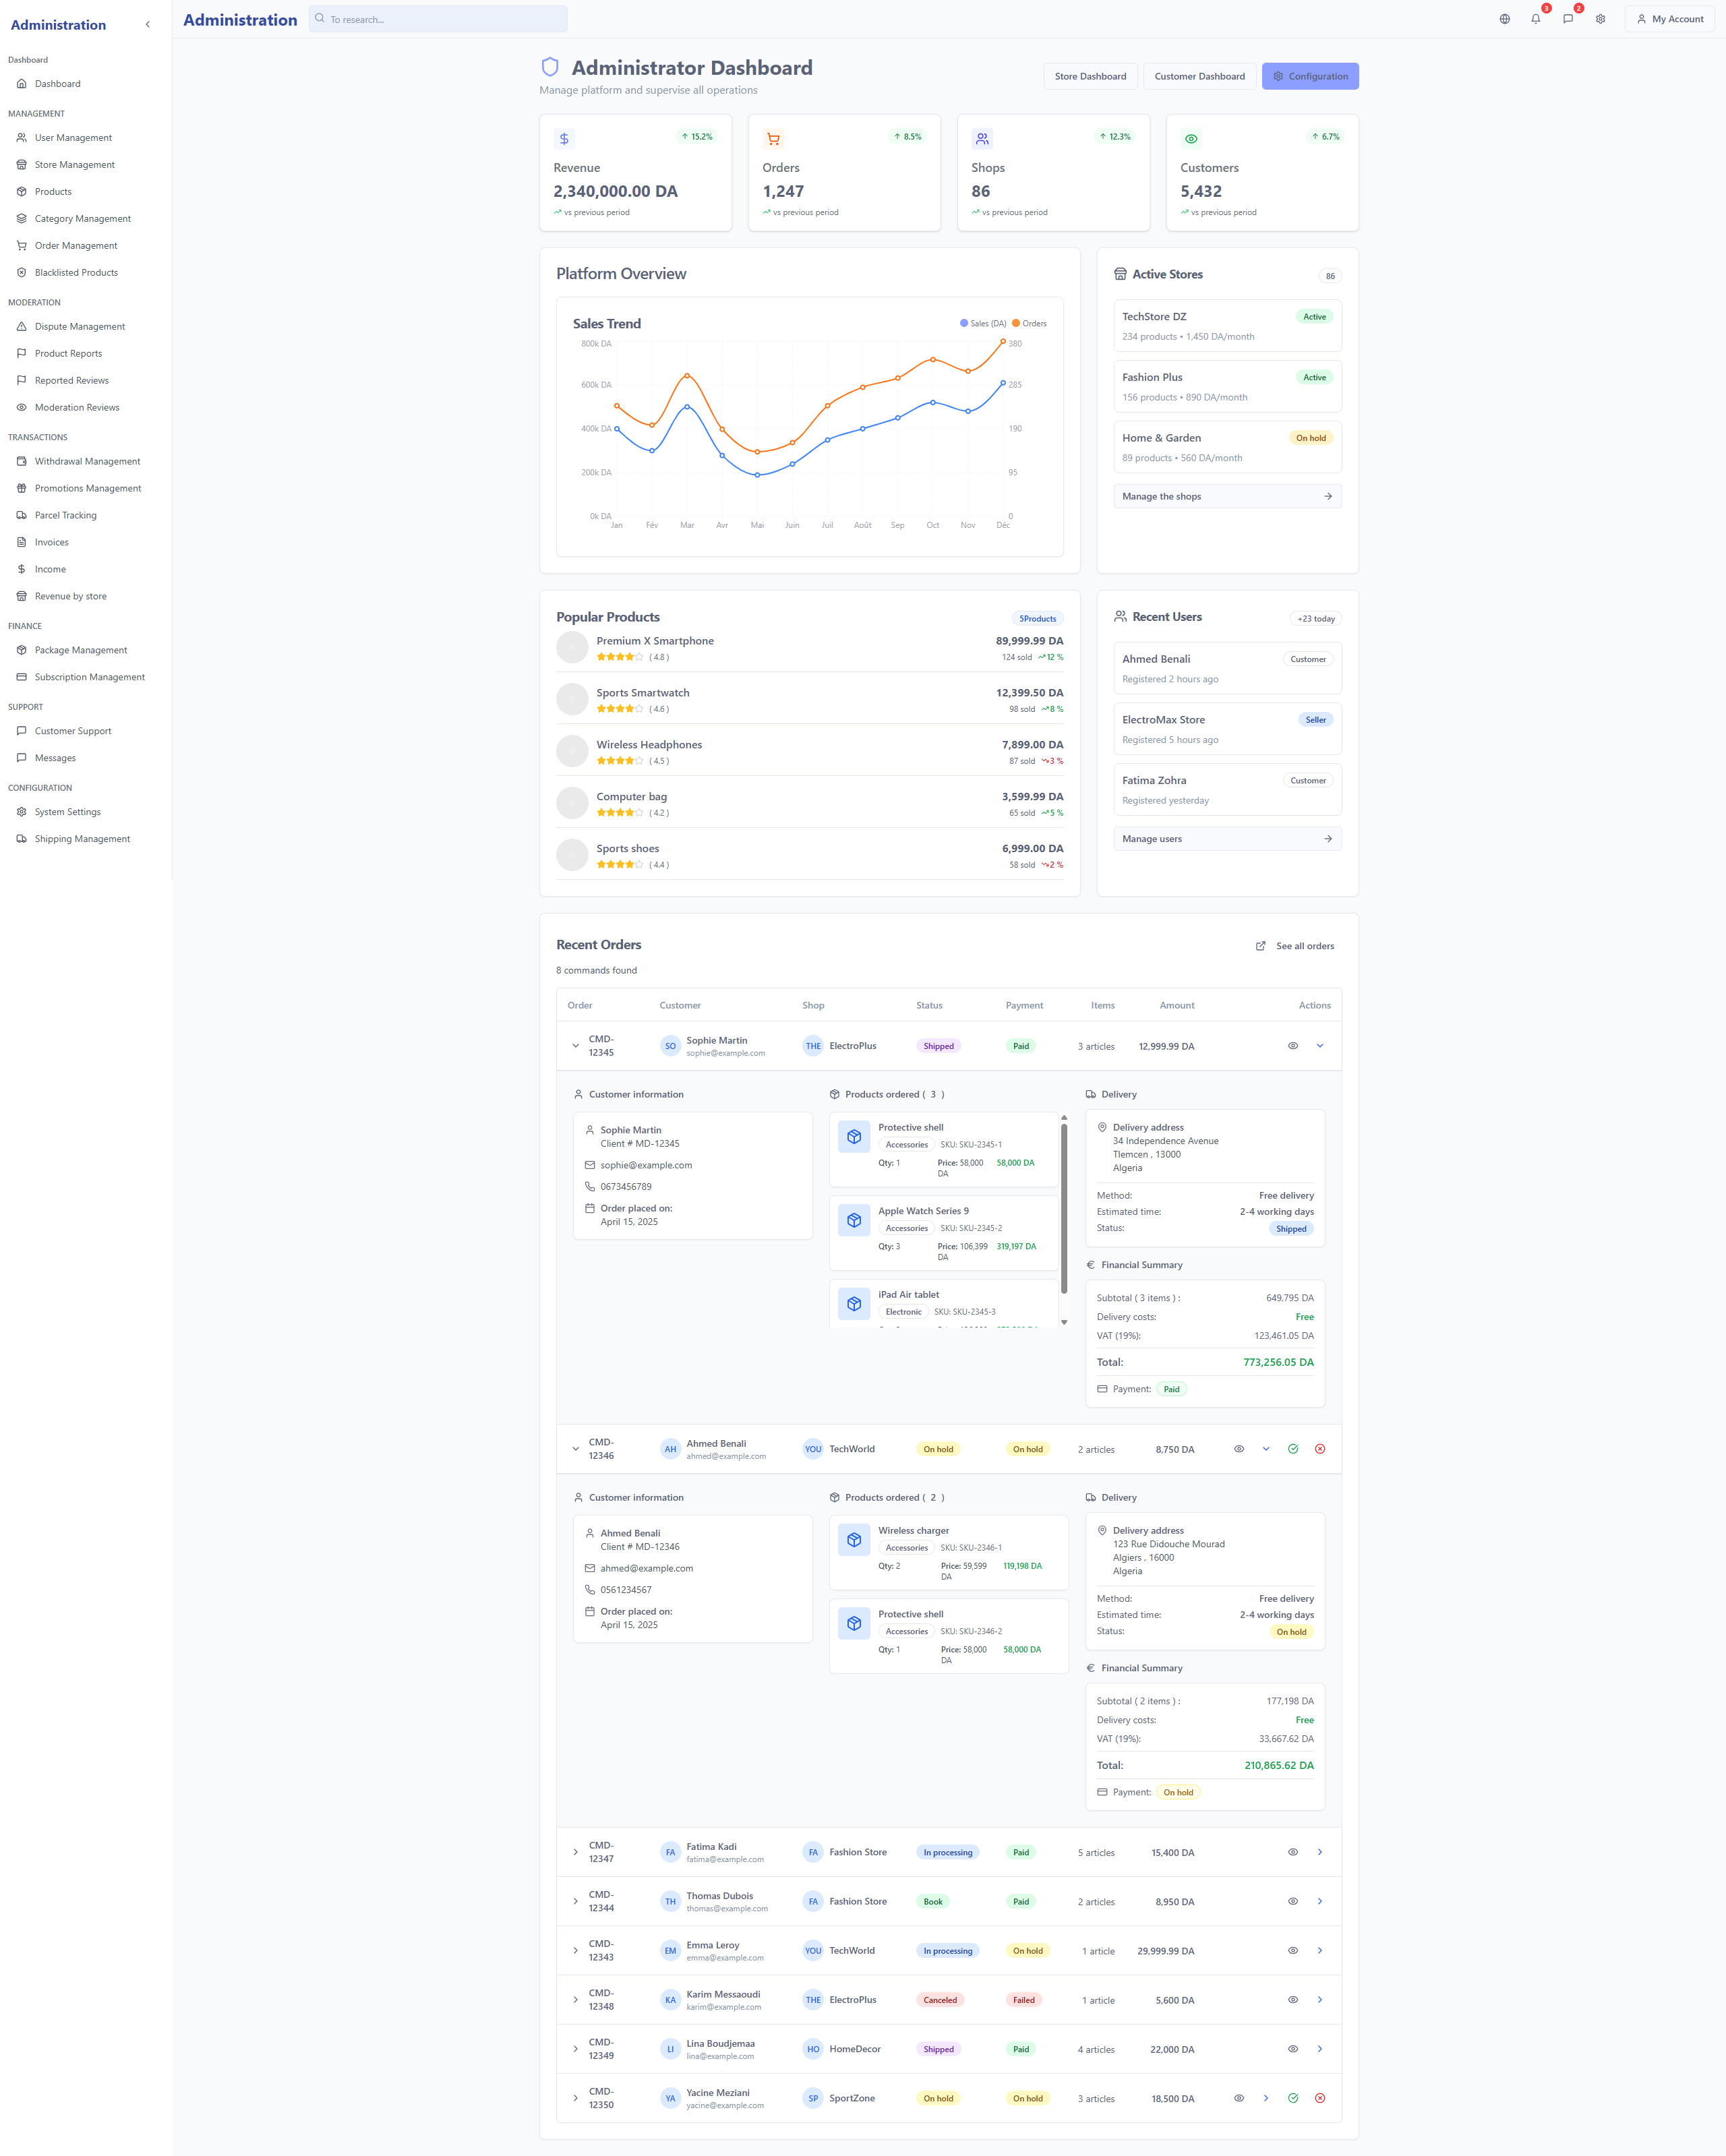 Administration
Dashboard
Dashboard
MANAGEMENT
User Management
Store Management
Products
Category Management
Order Management
Blacklisted Products
MODERATION
Dispute Management
Product Reports
Reported Reviews
Moderation Reviews
TRANSACTIONS
Withdrawal Management
Promotions Management
Parcel Tracking
Invoices
Income
Revenue by store
FINANCE
Package Management
Subscription Management
SUPPORT
Customer Support
Messages
CONFIGURATION
System Settings
Shipping Management
Administration
To research...
3
2
My Account
Administrator Dashboard
Manage platform and supervise all operations
Store Dashboard
Customer Dashboard
Configuration
15.2%
Revenue
2,340,000.00 DA
vs previous period
8.5%
Orders
1,247
vs previous period
12.3%
Shops
86
vs previous period
6.7%
Customers
5,432
vs previous period
Platform Overview
Sales Trend
Sales (DA) Orders
800k DA
600k DA
400k DA
200k DA
0k DA
380
285
190
95
0
Jan Fév Mar Avr Mai Juin Juil Août Sep Oct Nov Déc
Active Stores
86
TechStore DZ
Active
234 products • 1,450 DA/month
Fashion Plus
Active
156 products • 890 DA/month
Home & Garden
On hold
89 products • 560 DA/month
Manage the shops
Popular Products
5Products
Premium X Smartphone
89,999.99 DA
( 4.8 )
124 sold 12 %
Sports Smartwatch
12,399.50 DA
( 4.6 )
98 sold 8 %
Wireless Headphones
7,899.00 DA
( 4.5 )
87 sold 3 %
Computer bag
3,599.99 DA
( 4.2 )
65 sold 5 %
Sports shoes
6,999.00 DA
( 4.4 )
58 sold 2 %
Recent Users
+23 today
Ahmed Benali
Customer
Registered 2 hours ago
ElectroMax Store
Seller
Registered 5 hours ago
Fatima Zohra
Customer
Registered yesterday
Manage users
Recent Orders
See all orders
8 commands found
Order Customer Shop Status Payment Items Amount Actions
CMD-
12345
SO
Sophie Martin
sophie@example.com
THE
ElectroPlus
Shipped
Paid
3 articles
12,999.99 DA
Customer information
Sophie Martin
Client # MD-12345
sophie@example.com
0673456789
Order placed on:
April 15, 2025
Products ordered ( 3 )
Protective shell
Accessories SKU: SKU-2345-1
Qty: 1 Price: 58,000 58,000 DA
DA
Apple Watch Series 9
Accessories SKU: SKU-2345-2
Qty: 3 Price: 106,399 319,197 DA
DA
iPad Air tablet
Electronic SKU: SKU-2345-3
Delivery
Delivery address
34 Independence Avenue
Tlemcen , 13000
Algeria
Method: Free delivery
Estimated time: 2-4 working days
Status: Shipped
Financial Summary
Subtotal ( 3 items ) : 649,795 DA
Delivery costs: Free
VAT (19%): 123,461.05 DA
Total: 773,256.05 DA
Payment: Paid
CMD-
12346
AH
Ahmed Benali
ahmed@example.com
YOU
TechWorld
On hold
On hold
2 articles
8,750 DA
Customer information
Ahmed Benali
Client # MD-12346
ahmed@example.com
0561234567
Order placed on:
April 15, 2025
Products ordered ( 2 )
Wireless charger
Accessories SKU: SKU-2346-1
Qty: 2 Price: 59,599 119,198 DA
DA
Protective shell
Accessories SKU: SKU-2346-2
Qty: 1 Price: 58,000 58,000 DA
DA
Delivery
Delivery address
123 Rue Didouche Mourad
Algiers , 16000
Algeria
Method: Free delivery
Estimated time: 2-4 working days
Status: On hold
Financial Summary
Subtotal ( 2 items ) : 177,198 DA
Delivery costs: Free
VAT (19%): 33,667.62 DA
Total: 210,865.62 DA
Payment: On hold
CMD-
12347
FA
Fatima Kadi
fatima@example.com
FA
Fashion Store
In processing
Paid
5 articles
15,400 DA
CMD-
12344
TH
Thomas Dubois
thomas@example.com
FA
Fashion Store
Book
Paid
2 articles
8,950 DA
CMD-
12343
EM
Emma Leroy
emma@example.com
YOU
TechWorld
In processing
On hold
1 article
29,999.99 DA
CMD-
12348
KA
Karim Messaoudi
karim@example.com
THE
ElectroPlus
Canceled
Failed
1 article
5,600 DA
CMD-
12349
LI
Lina Boudjemaa
lina@example.com
HO
HomeDecor
Shipped
Paid
4 articles
22,000 DA
CMD-
12350
YA
Yacine Meziani
yacine@example.com
SP
SportZone
On hold
On hold
3 articles
18,500 DA